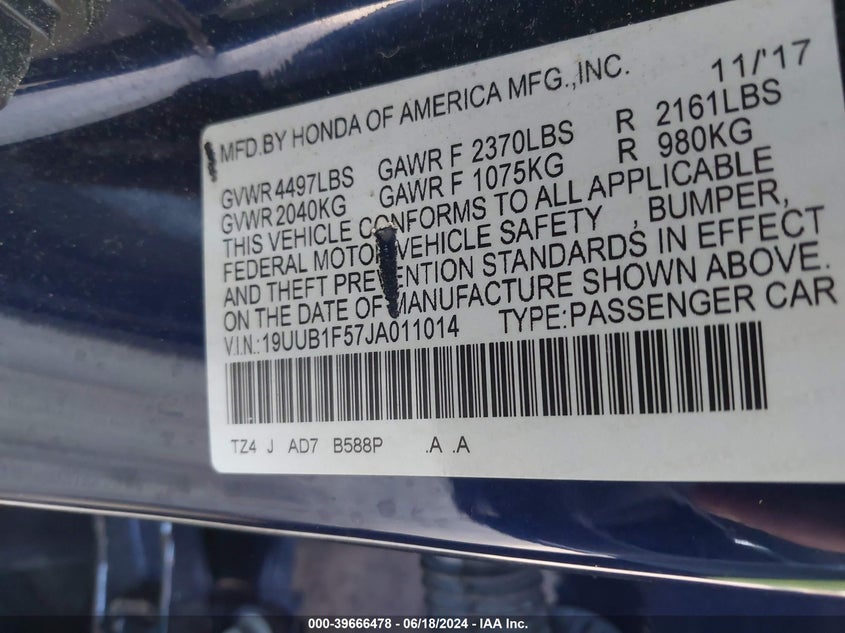 MFD.BY HONDA OF AMERICA MFG.,INC. 11/'17
GVWR 4497LBS GAWR F 2370LBS R 2161LBS
GVWR 2040KG GAWR F 1075KG R 980KG
THIS VEHICLE CONFORMS TO ALL APPLICABLE
FEDERAL MOTOR VEHICLE SAFETY , BUMPER,
AND THEFT PREVENTION STANDARDS IN EFFECT
ON THE DATE OF MANUFACTURE SHOWN ABOVE.
V.I.N.:19UUB1F57JA011014 TYPE:PASSENGER CAR
TZ4 J AD7 B588P .A .A
000-39666478 - 06/18/2024 - IAA Inc.